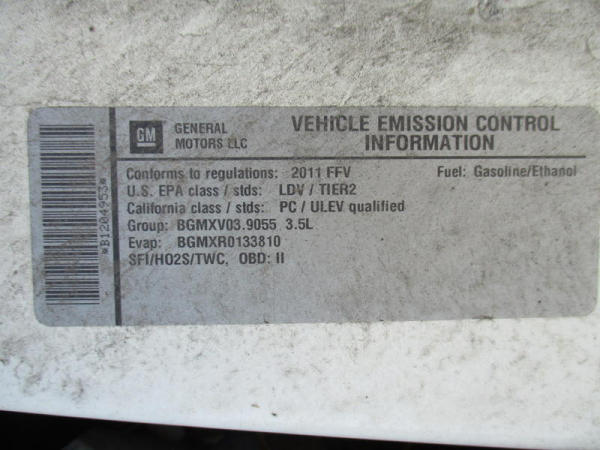 GM
GENERAL
MOTORS LLC
VEHICLE EMISSION CONTROL
INFORMATION
Conforms to regulations: 2011 FFV Fuel: Gasoline/Ethanol
U.S. EPA class / stds: LDV / TIER2
California class / stds: PC / ULEV qualified
Group: BGMXV03.9055 3.5L
Evap: BGMXR0133810
SFI/HO2S/TWC, OBD: II
*B1204953*